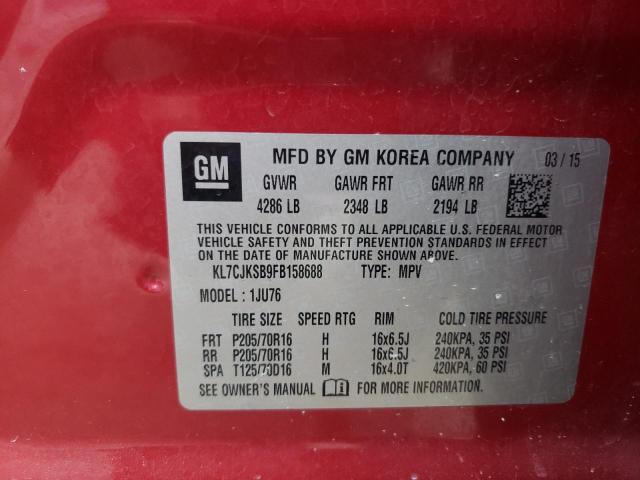 GM MFD BY GM KOREA COMPANY 03/15
GVWR GAWR FRT GAWR RR
4286 LB 2348 LB 2194 LB
THIS VEHICLE CONFORMS TO ALL APPLICABLE U.S. FEDERAL MOTOR
VEHICLE SAFETY AND THEFT PREVENTION STANDARDS IN EFFECT
ON THE DATE OF MANUFACTURE SHOWN ABOVE.
KL7CJKSB9FB158688 TYPE: MPV
MODEL: 1JU76
TIRE SIZE SPEED RTG RIM COLD TIRE PRESSURE
FRT P205/70R16 H 16x6.5J 240KPA, 35 PSI
RR P205/70R16 H 16x6.5J 240KPA, 35 PSI
SPA T125/70D16 M 16x4.0T 420KPA, 60 PSI
SEE OWNER'S MANUAL FOR MORE INFORMATION.